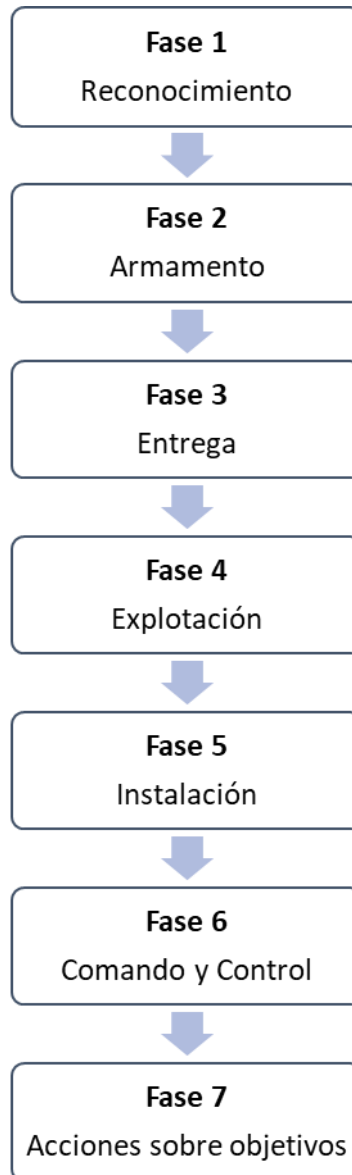 Fase 1
Reconocimiento
Fase 2
Armamento
Fase 3
Entrega
Fase 4
Explotación
Fase 5
Instalación
Fase 6
Comando y Control
Fase 7
Acciones sobre objetivos